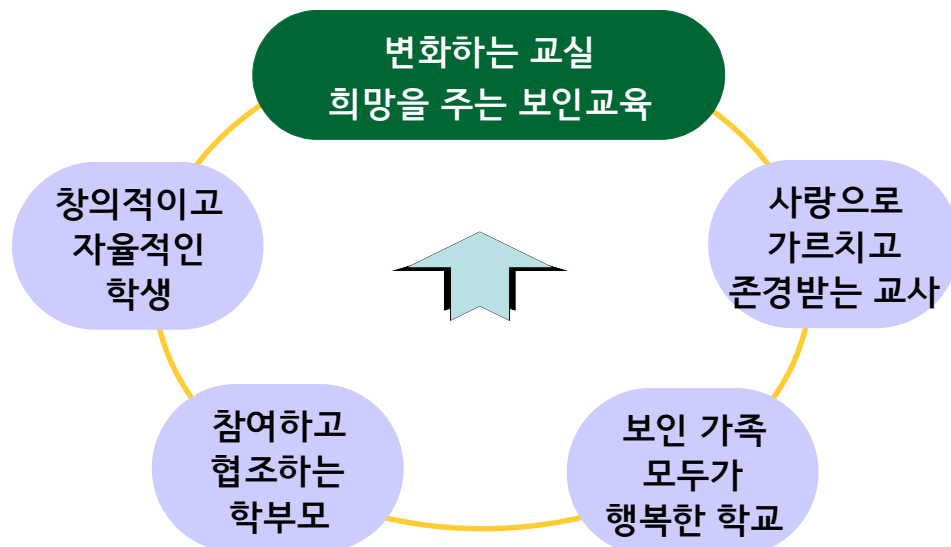 변화하는 교실
희망을 주는 보인교육
창의적이고
자율적인
학생
사랑으로
가르치고
존경받는 교사
참여하고
협조하는
학부모
보인 가족
모두가
행복한 학교